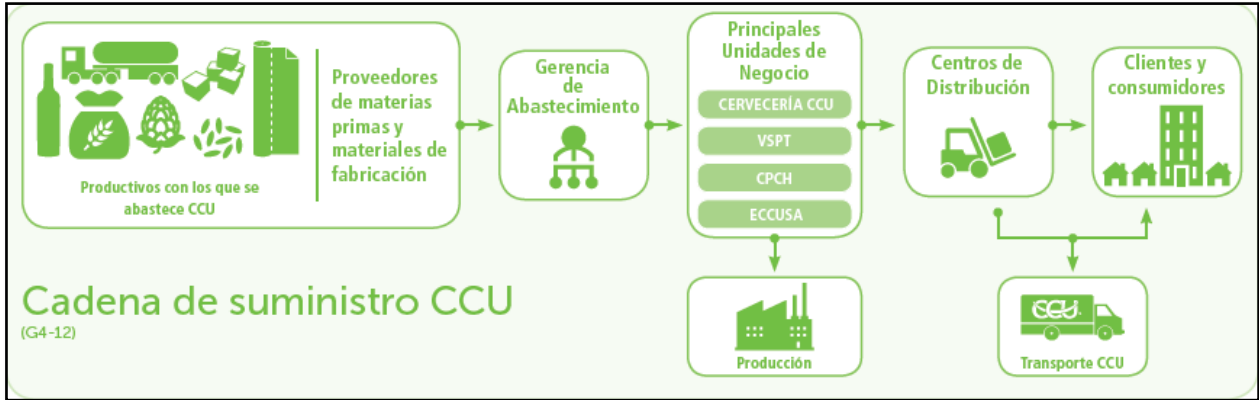 Productivos con los que se
abastece CCU
Proveedores
de materias
primas y
materiales de
fabricación
Gerencia
de
Abastecimiento
Principales
Unidades de
Negocio
CERVECERÍA CCU
VSPT
CPCH
ECCUSA
Centros de
Distribución
Clientes y
consumidores
Cadena de suministro CCU
(G4-12)
Producción
CCU
Transporte CCU